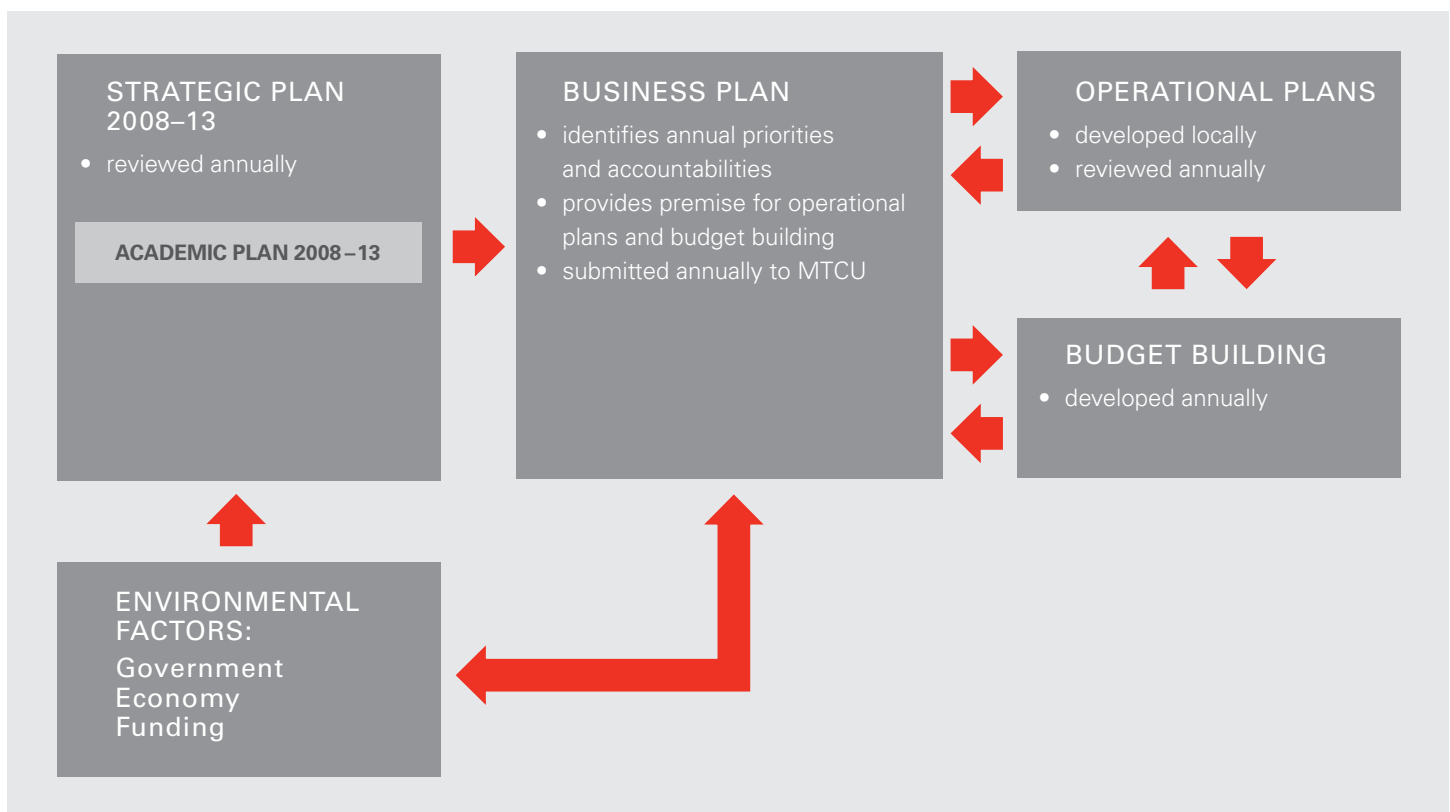 STRATEGIC PLAN
2008–13
• reviewed annually
ACADEMIC PLAN 2008–13
BUSINESS PLAN
• identifies annual priorities
and accountabilities
• provides premise for operational
plans and budget building
• submitted annually to MTCU
OPERATIONAL PLANS
• developed locally
• reviewed annually
BUDGET BUILDING
• developed annually
ENVIRONMENTAL
FACTORS:
Government
Economy
Funding